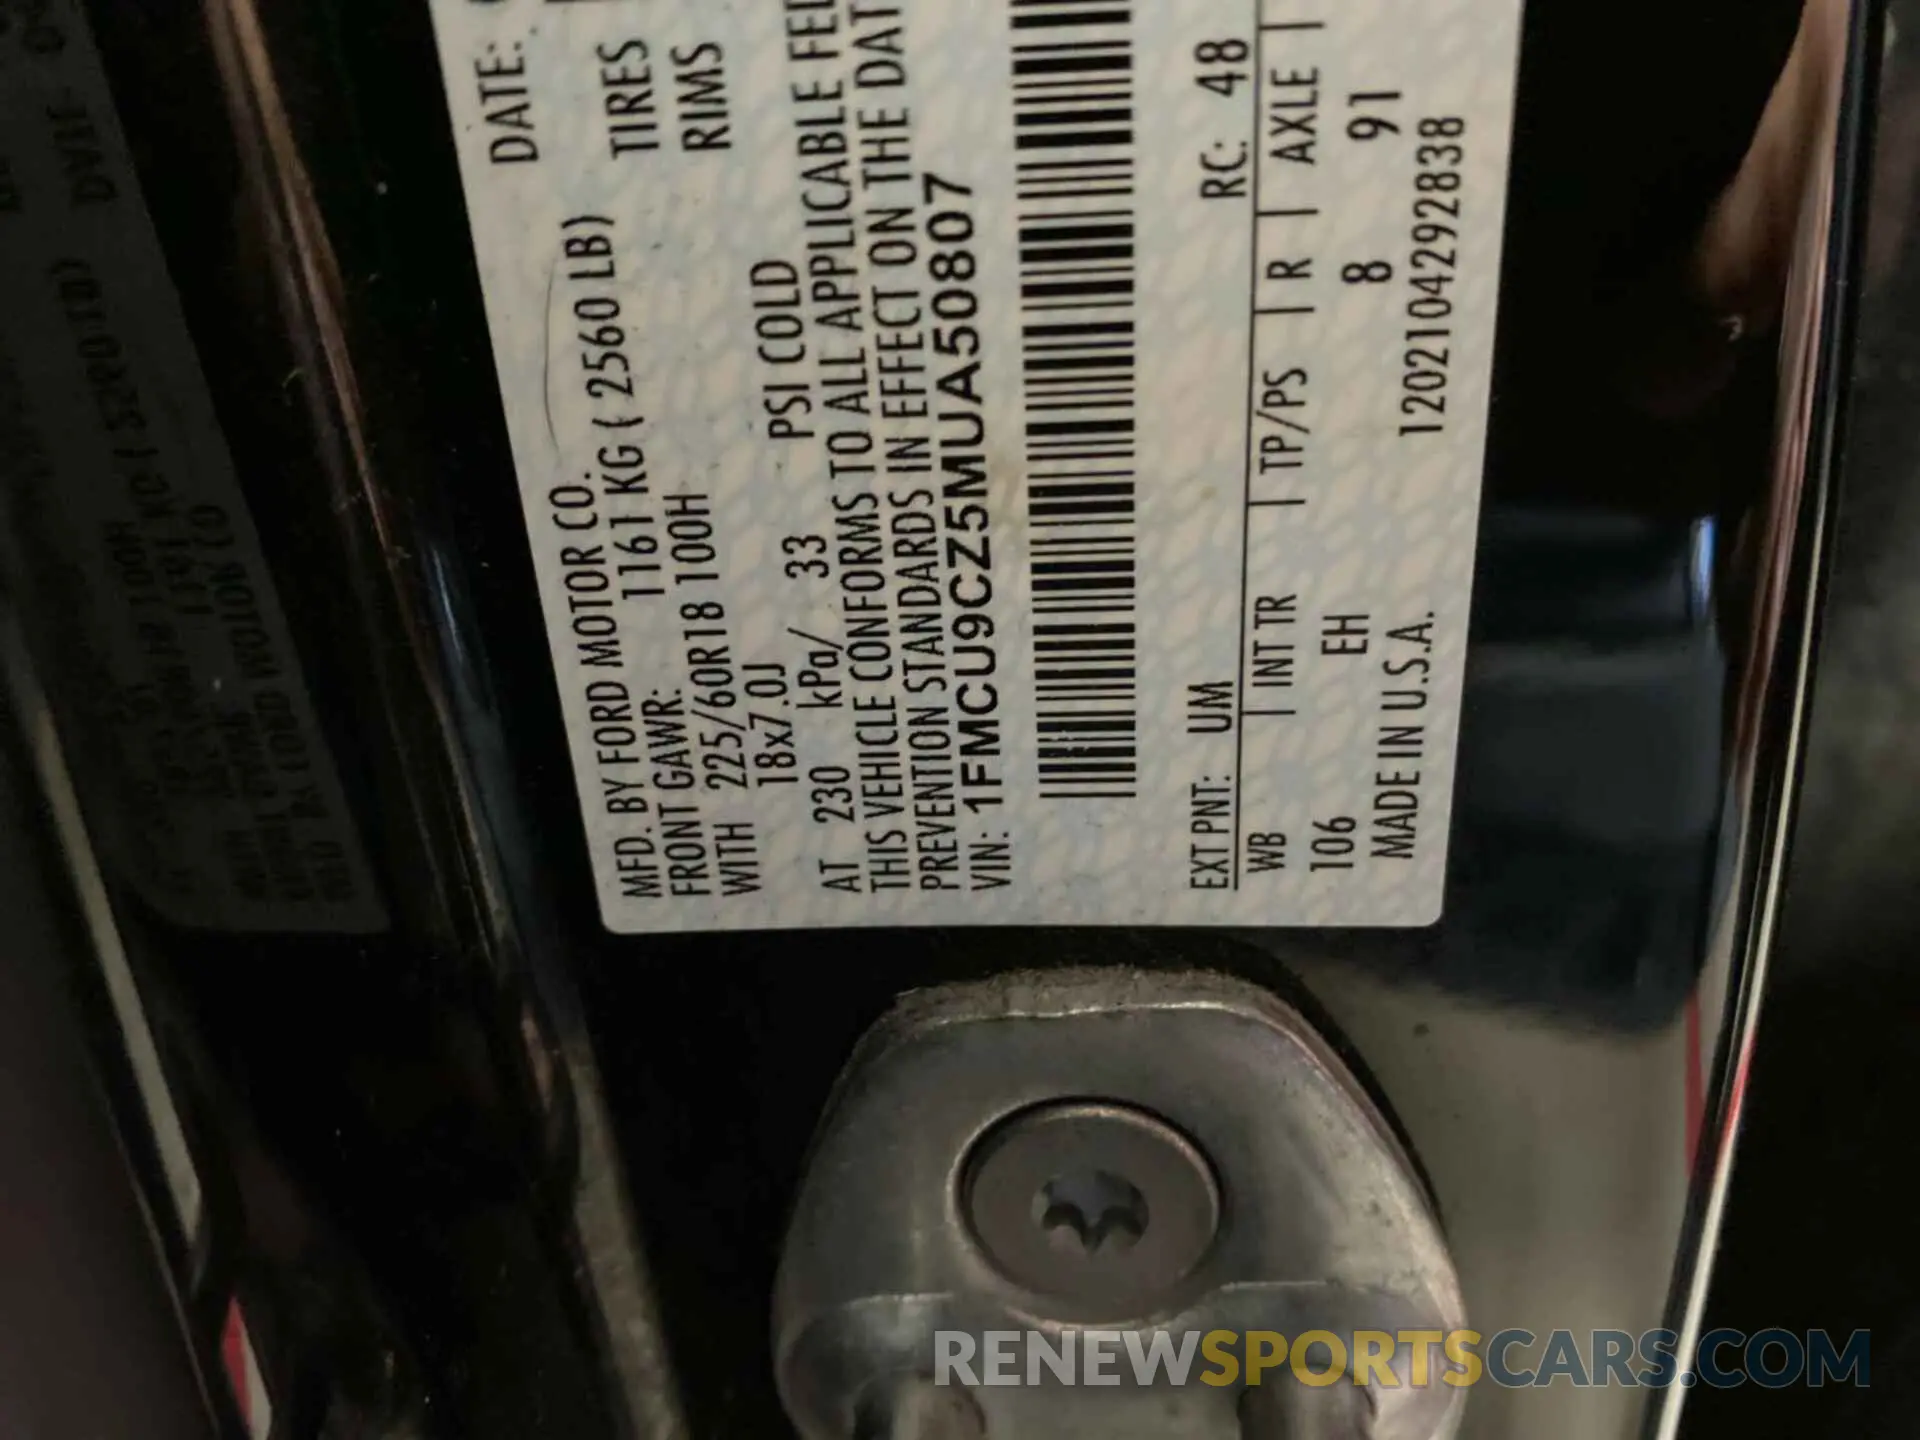 MFD. BY FORD MOTOR CO.
DATE:
FRONT GAWR: 1161 KG ( 2560 LB)
WITH 225/60R18 100H TIRES
18x7.0J RIMS
AT 230 kPa/ 33 PSI COLD
THIS VEHICLE CONFORMS TO ALL APPLICABLE FED
PREVENTION STANDARDS IN EFFECT ON THE DAT
VIN: 1FMCU9CZ5MUA50807
EXT PNT: UM RC: 48
WB | INT TR | TP/PS | R | AXLE |
106 EH 8 91
MADE IN U.S.A. 1202104292838
RENEWSPORTSCARS.COM